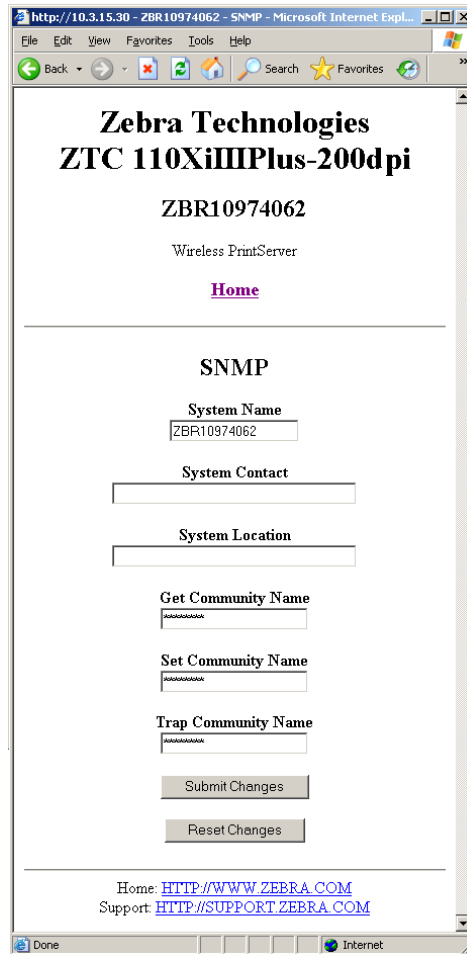 http://10.3.15.30 - ZBR10974062 - SNMP - Microsoft Internet Expl...
File Edit View Favorites Tools Help
Back Search Favorites »
Zebra Technologies
ZTC 110XiIIIPlus-200dpi
ZBR10974062
Wireless PrintServer
Home
SNMP
System Name
ZBR10974062
System Contact
System Location
Get Community Name
********
Set Community Name
********
Trap Community Name
********
Submit Changes
Reset Changes
Home: HTTP://WWW.ZEBRA.COM
Support: HTTP://SUPPORT.ZEBRA.COM
Done Internet